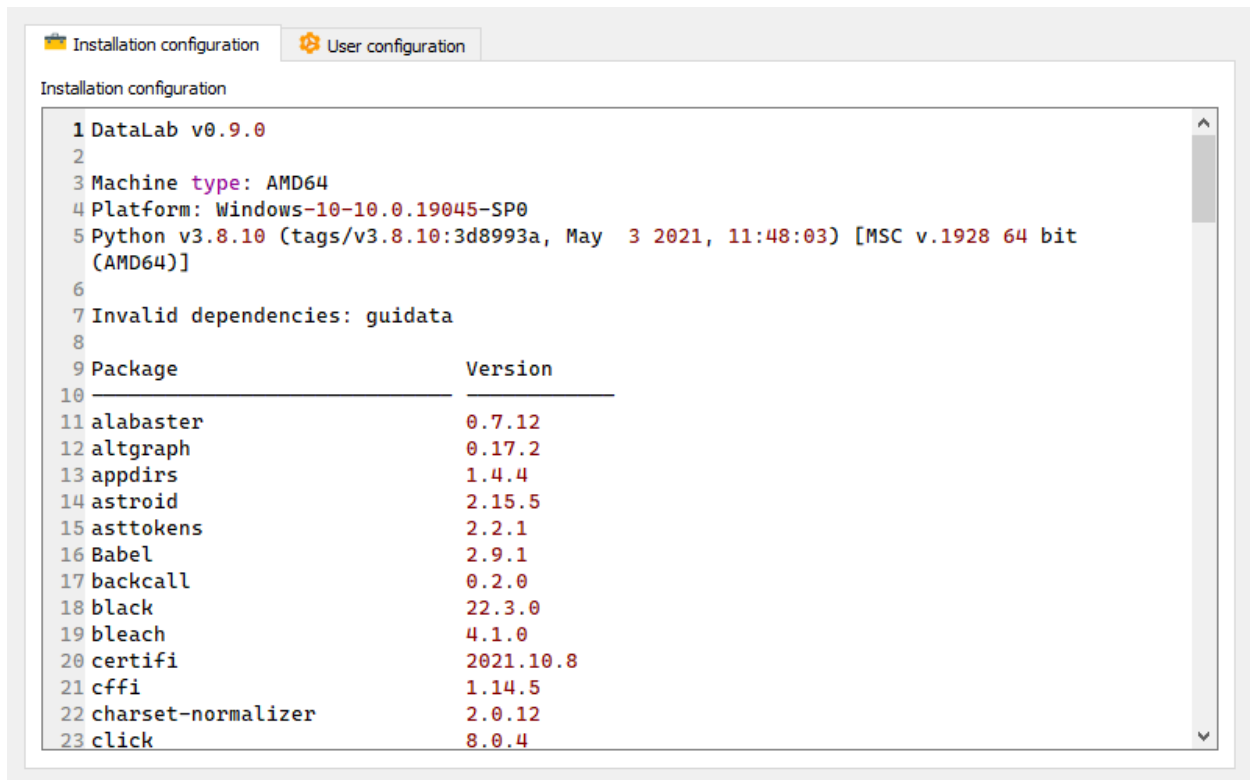 Installation configuration
User configuration
Installation configuration
1 DataLab v0.9.0
2
3 Machine type: AMD64
4 Platform: Windows-10-10.0.19045-SP0
5 Python v3.8.10 (tags/v3.8.10:3d8993a, May  3 2021, 11:48:03) [MSC v.1928 64 bit
(AMD64)]
6
7 Invalid dependencies: guidata
8
9 Package Version
10
11 alabaster 0.7.12
12 altgraph 0.17.2
13 appdirs 1.4.4
14 astroid 2.15.5
15 asttokens 2.2.1
16 Babel 2.9.1
17 backcall 0.2.0
18 black 22.3.0
19 bleach 4.1.0
20 certifi 2021.10.8
21 cffi 1.14.5
22 charset-normalizer 2.0.12
23 click 8.0.4